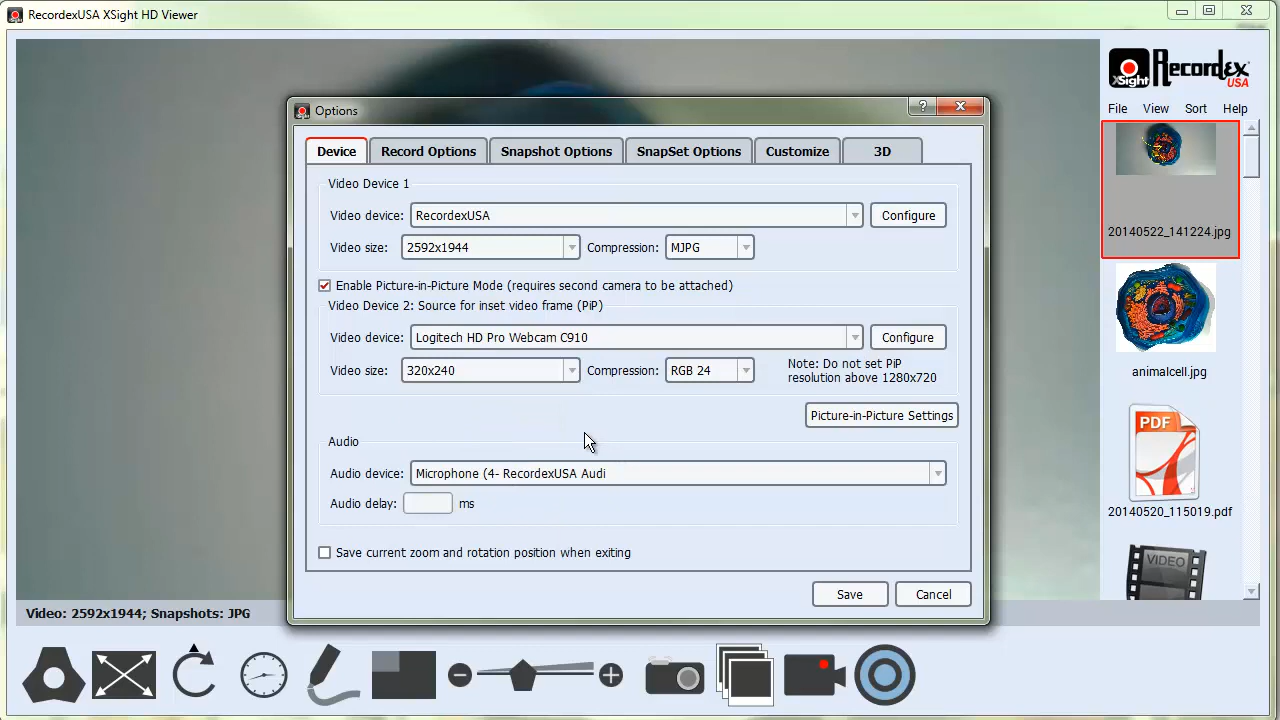 RecordexUSA XSight HD Viewer
XSight Recordex USA
File View Sort Help
20140522_141224.jpg
animalcell.jpg
PDF
20140520_115019.pdf
VIDEO
Options
Device Record Options Snapshot Options SnapSet Options Customize 3D
Video Device 1
Video device: RecordexUSA Configure
Video size: 2592x1944 Compression: MJPG
Enable Picture-in-Picture Mode (requires second camera to be attached)
Video Device 2: Source for inset video frame (PiP)
Video device: Logitech HD Pro Webcam C910 Configure
Video size: 320x240 Compression: RGB 24 Note: Do not set PiP
resolution above 1280x720
Picture-in-Picture Settings
Audio
Audio device: Microphone (4- RecordexUSA Audi
Audio delay: ms
Save current zoom and rotation position when exiting
Save Cancel
Video: 2592x1944; Snapshots: JPG